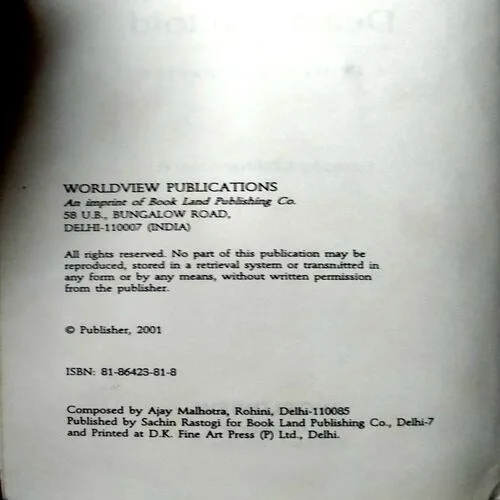 WORLDVIEW PUBLICATIONS
An imprint of Book Land Publishing Co.
58 U.B., BUNGALOW ROAD,
DELHI-110007 (INDIA)
All rights reserved. No part of this publication may be
reproduced, stored in a retrieval system or transmitted in
any form or by any means, without written permission
from the publisher.
© Publisher, 2001
ISBN: 81-86423-81-8
Composed by Ajay Malhotra, Rohini, Delhi-110085
Published by Sachin Rastogi for Book Land Publishing Co., Delhi-7
and Printed at D.K. Fine Art Press (P) Ltd., Delhi.